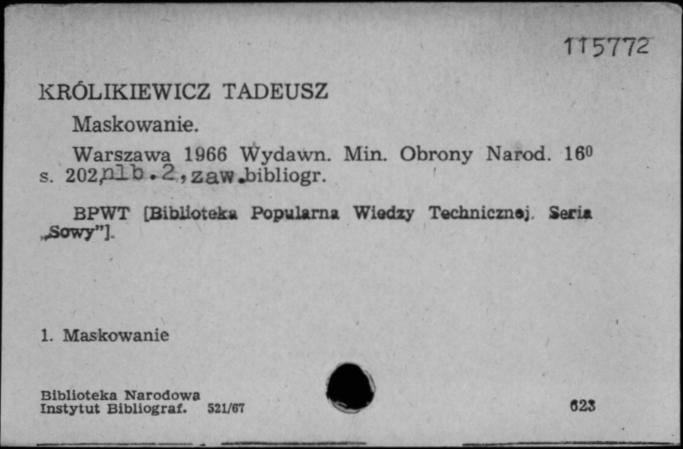 115772
KRÓLIKIEWICZ TADEUSZ
Maskowanie.
Warszawa 1966 Wydawn. Min. Obrony Narod. 16⁰
s. 202, nlb. 2, zaw. bibliogr.
BPWT [Biblioteka Popularna Wiedzy Technicznej. Seria
„Sowy”].
1. Maskowanie
Biblioteka Narodowa
Instytut Bibliograf. 521/67
623